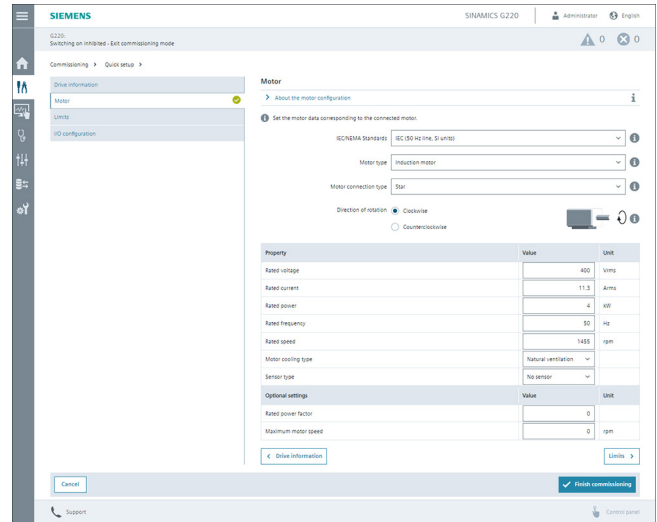 SIEMENS
SINAMICS G220
Administrator
English
G220:
Switching on inhibited - Exit commissioning mode
0
0
Commissioning > Quick setup >
Drive information
Motor
Limits
I/O configuration
Motor
> About the motor configuration
Set the motor data corresponding to the connected motor.
IEC/NEMA Standards IEC (50 Hz line, SI units)
Motor type Induction motor
Motor connection type Star
Direction of rotation Clockwise
Counterclockwise
Property Value Unit
Rated voltage 400 Vrms
Rated current 11.3 Arms
Rated power 4 kW
Rated frequency 50 Hz
Rated speed 1455 rpm
Motor cooling type Natural ventilation
Sensor type No sensor
Optional settings Value Unit
Rated power factor 0
Maximum motor speed 0 rpm
< Drive information
Limits >
Cancel
Finish commissioning
Support
Control panel